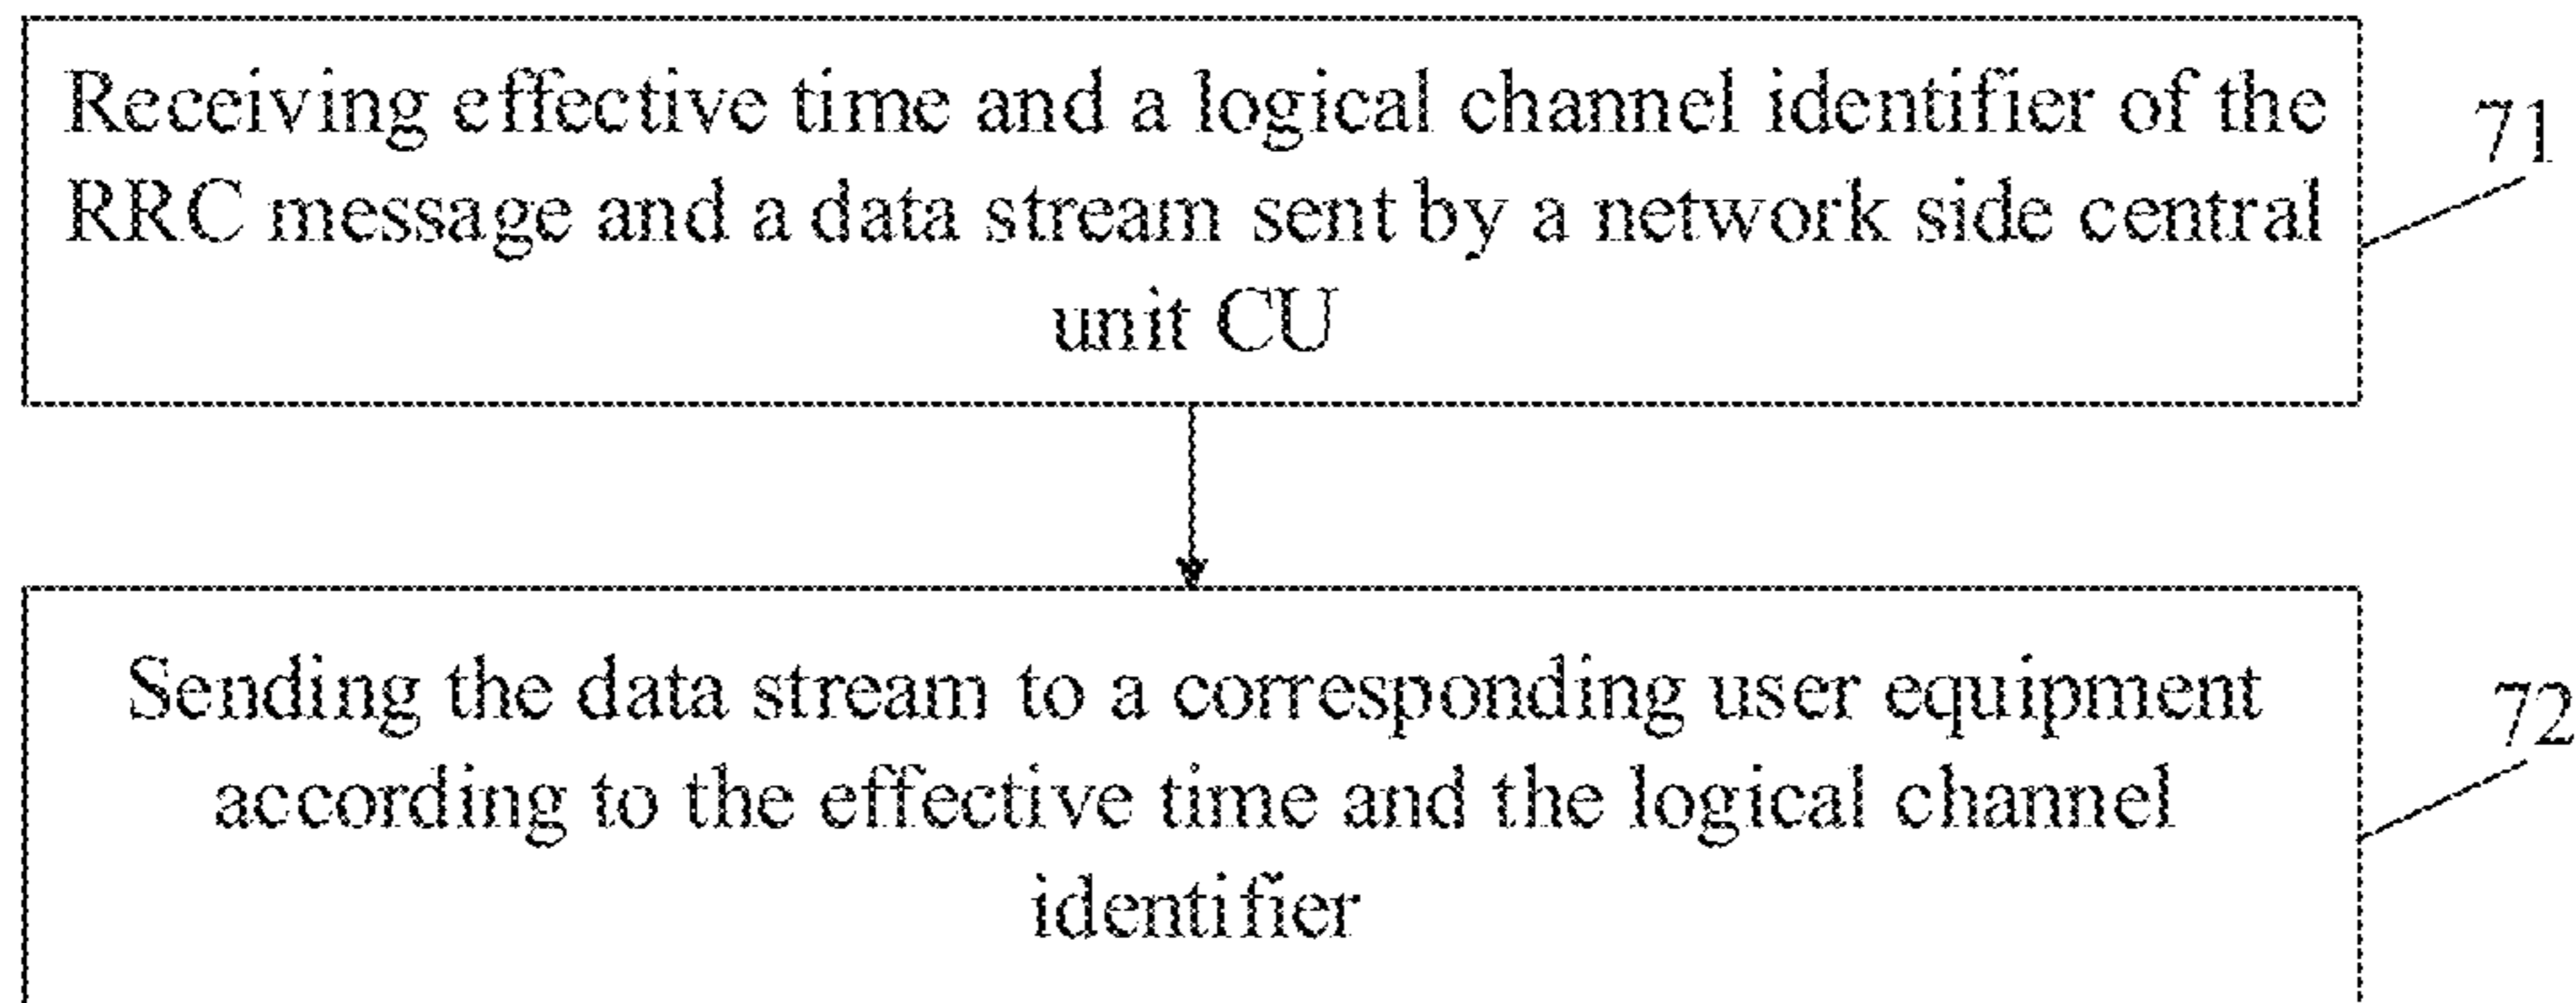 Receiving effective time and a logical channel identifier of the
71
RRC message and a data stream sent by a network side central
unit CU
Sending the data stream to a corresponding user equipment
72
according to the effective time and the logical channel
identifier